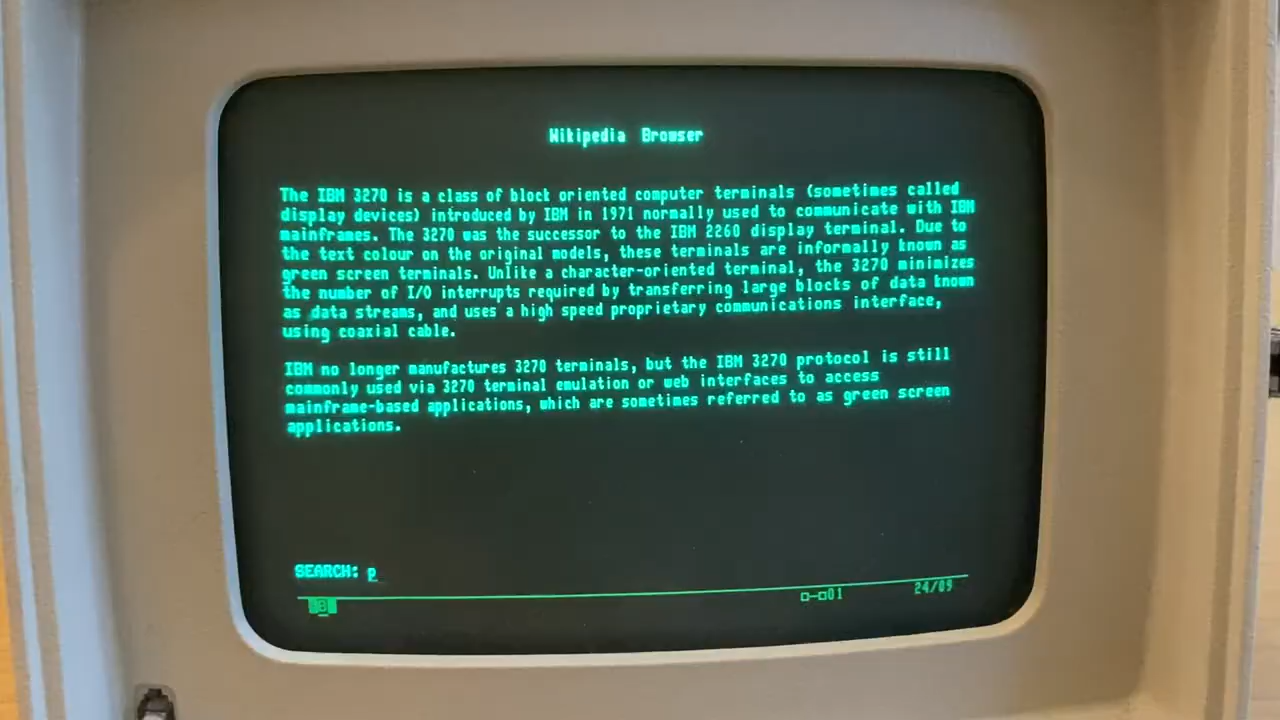 Wikipedia Browser
The IBM 3270 is a class of block oriented computer terminals (sometimes called
display devices) introduced by IBM in 1971 normally used to communicate with IBM
mainframes. The 3270 was the successor to the IBM 2260 display terminal. Due to
the text colour on the original models, these terminals are informally known as
green screen terminals. Unlike a character-oriented terminal, the 3270 minimizes
the number of I/O interrupts required by transferring large blocks of data known
as data streams, and uses a high speed proprietary communications interface,
using coaxial cable.
IBM no longer manufactures 3270 terminals, but the IBM 3270 protocol is still
commonly used via 3270 terminal emulation or web interfaces to access
mainframe-based applications, which are sometimes referred to as green screen
applications.
SEARCH: p
01 24/09